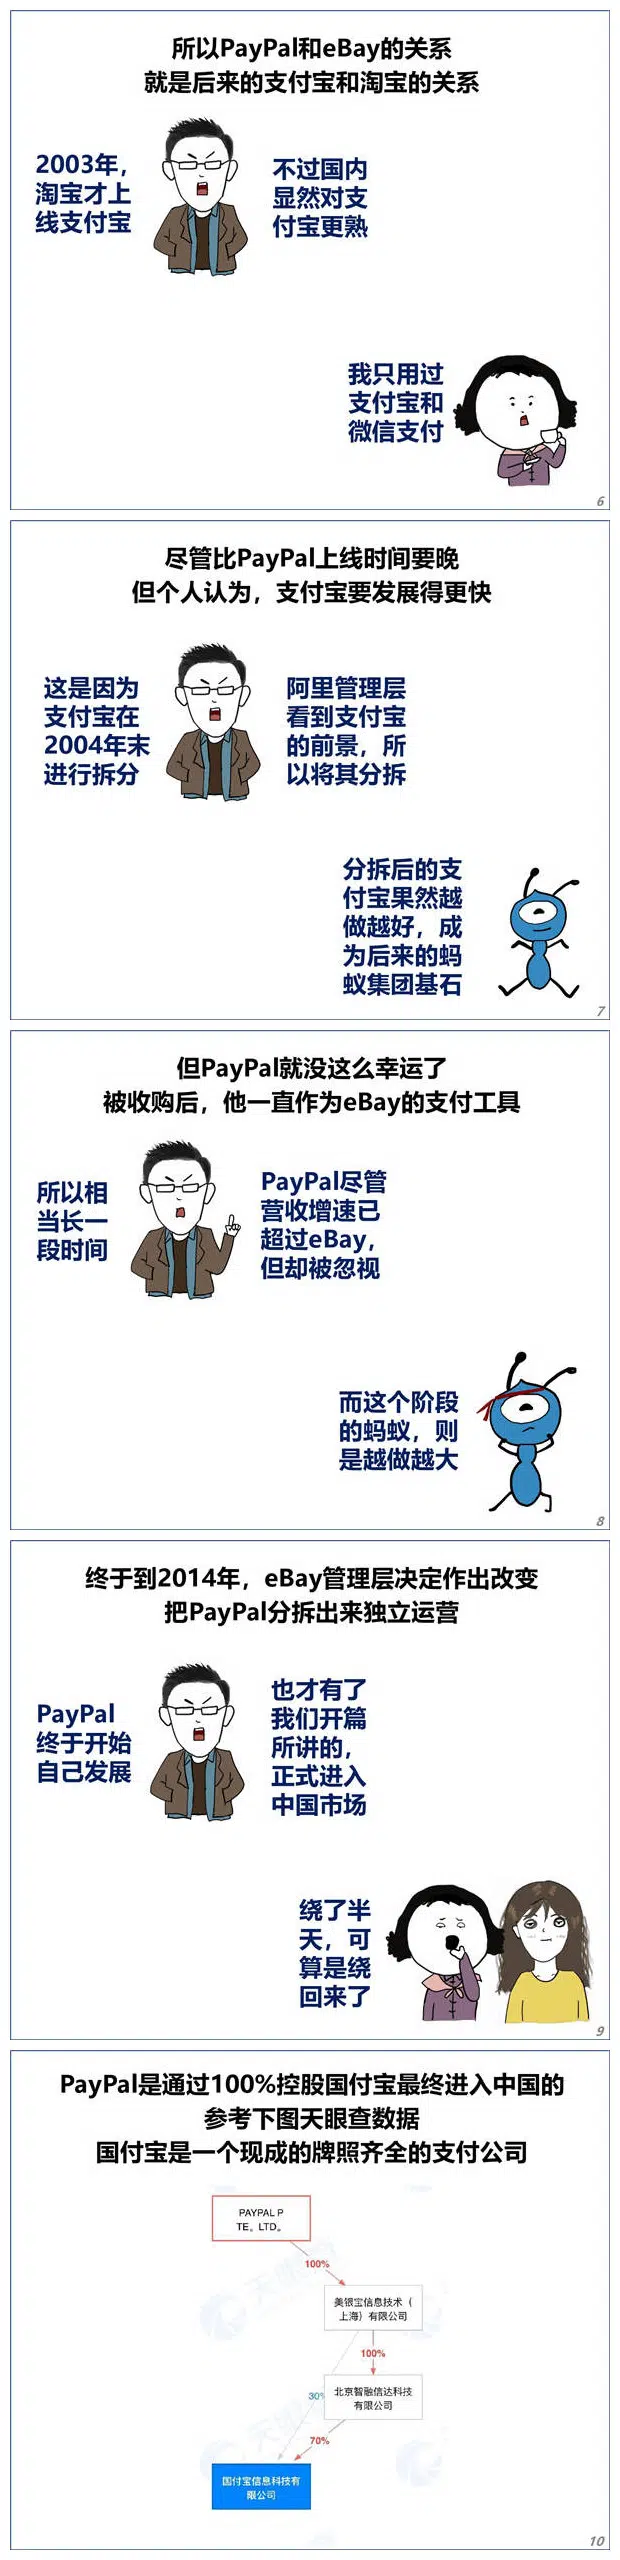 所以PayPal和eBay的关系
就是后来的支付宝和淘宝的关系
2003年，
淘宝才上
线支付宝
不过国内
显然对支
付宝更熟
我只用过
支付宝和
微信支付
6
尽管比PayPal上线时间要晚
但个人认为，支付宝要发展得更快
这是因为
支付宝在
2004年末
进行拆分
阿里管理层
看到支付宝
的前景，所
以将其分拆
分拆后的支
付宝果然越
做越好，成
为后来的蚂
蚁集团基石
7
但PayPal就没这么幸运了
被收购后，他一直作为eBay的支付工具
所以相
当长一
段时间
PayPal尽管
营收增速已
超过eBay，
但却被忽视
而这个阶段
的蚂蚁，则
是越做越大
8
终于到2014年，eBay管理层决定作出改变
把PayPal分拆出来独立运营
PayPal
终于开始
自己发展
也才有了
我们开篇
所讲的，
正式进入
中国市场
绕了半
天，可
算是绕
回来了
9
PayPal是通过100%控股国付宝最终进入中国的
参考下图天眼查数据
国付宝是一个现成的牌照齐全的支付公司
PAYPAL P
TE。LTD。
100%
美银宝信息技术（
上海）有限公司
100%
30%
北京智融信达科技
有限公司
70%
国付宝信息科技有
限公司
10